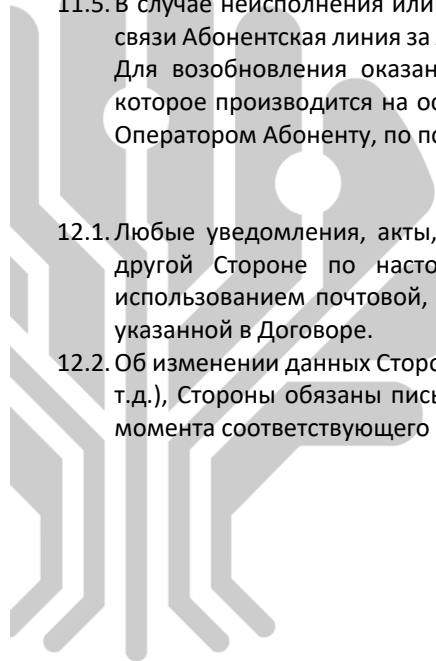 11.5. В случае неисполнения или
связи Абонентская линия за
Для возобновления оказан
которое производится на ос
Оператором Абоненту, по по
12.1. Любые уведомления, акты,
другой Стороне по насто
использованием почтовой,
указанной в Договоре.
12.2. Об изменении данных Сторо
т.д.), Стороны обязаны пись
момента соответствующего